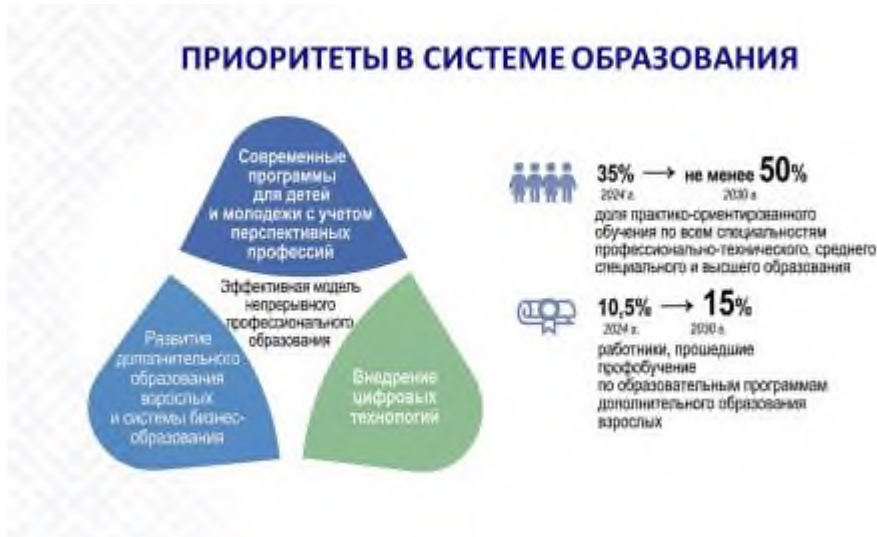 ПРИОРИТЕТЫ В СИСТЕМЕ ОБРАЗОВАНИЯ
Современные
программы
для детей
и молодежи с учетом
перспективных
профессий
Эффективная модель
непрерывного
профессионального
образования
Развитие
дополнительного
образования
взрослых
и системы бизнес-
образования
Внедрение
цифровых
технологий
35% → не менее 50%
2024 г. 2030 г.
доля практико-ориентированного
обучения по всем специальностям
профессионально-технического, среднего
специального и высшего образования
10,5% → 15%
2024 г. 2030 г.
работники, прошедшие
профобучение
по образовательным программам
дополнительного образования
взрослых